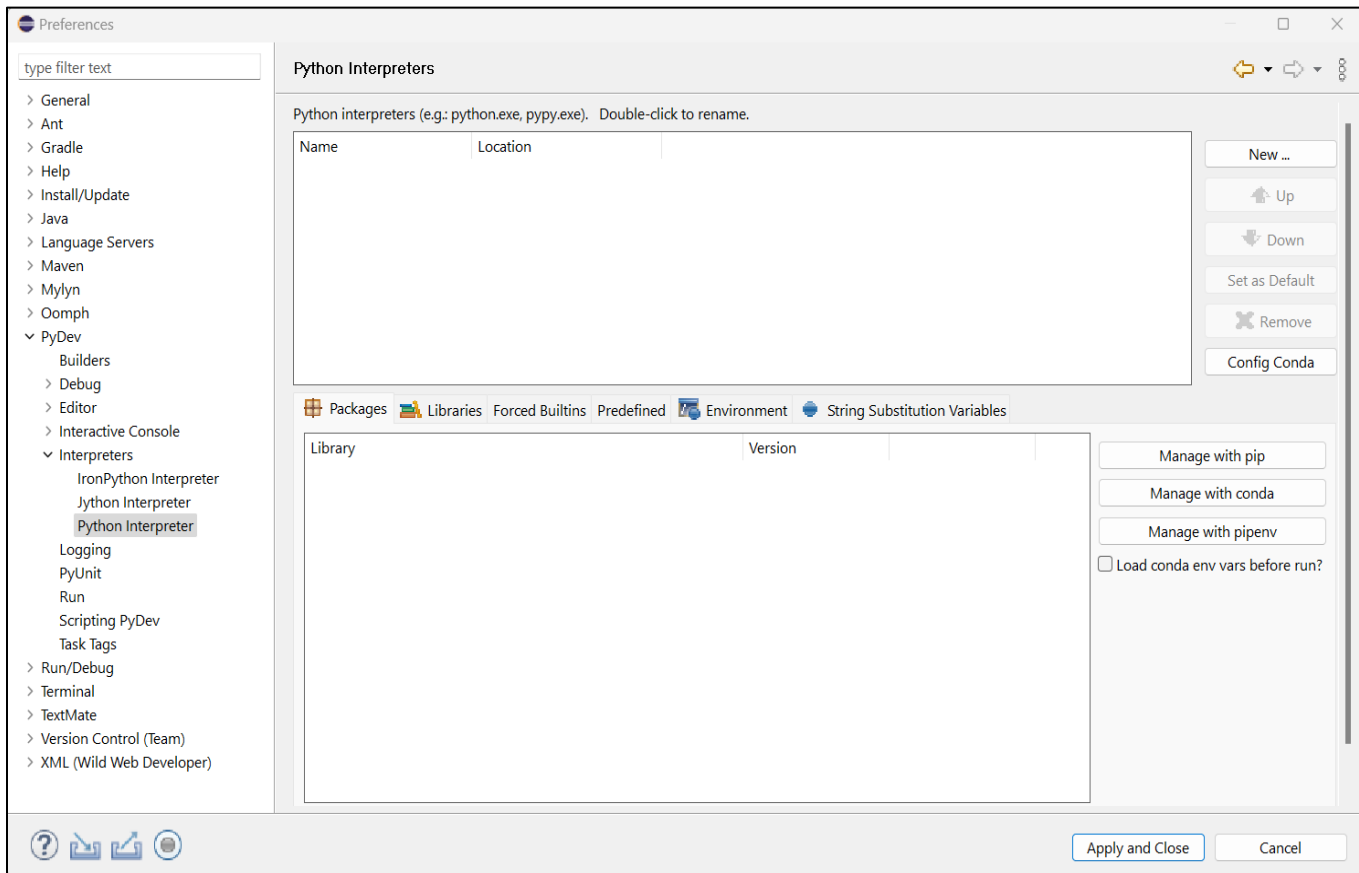 Preferences
type filter text
General
Ant
Gradle
Help
Install/Update
Java
Language Servers
Maven
Mylyn
Oomph
PyDev
Builders
Debug
Editor
Interactive Console
Interpreters
IronPython Interpreter
Jython Interpreter
Python Interpreter
Logging
PyUnit
Run
Scripting PyDev
Task Tags
Run/Debug
Terminal
TextMate
Version Control (Team)
XML (Wild Web Developer)
Python Interpreters
Python interpreters (e.g.: python.exe, pypy.exe).   Double-click to rename.
Name Location
New ...
Up
Down
Set as Default
Remove
Config Conda
Packages Libraries Forced Builtins Predefined Environment String Substitution Variables
Library Version
Manage with pip
Manage with conda
Manage with pipenv
Load conda env vars before run?
Apply and Close Cancel